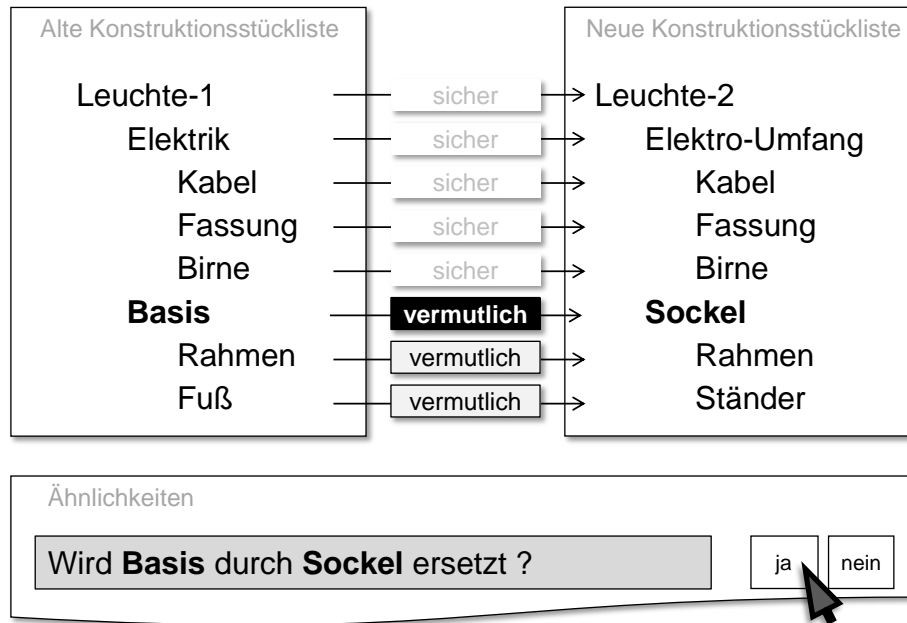 Alte Konstruktionsstückliste Neue Konstruktionsstückliste
Leuchte-1 sicher Leuchte-2
Elektrik sicher Elektro-Umfang
Kabel sicher Kabel
Fassung sicher Fassung
Birne sicher Birne
Basis vermutlich Sockel
Rahmen vermutlich Rahmen
Fuß vermutlich Ständer
Ähnlichkeiten
Wird Basis durch Sockel ersetzt ? ja nein